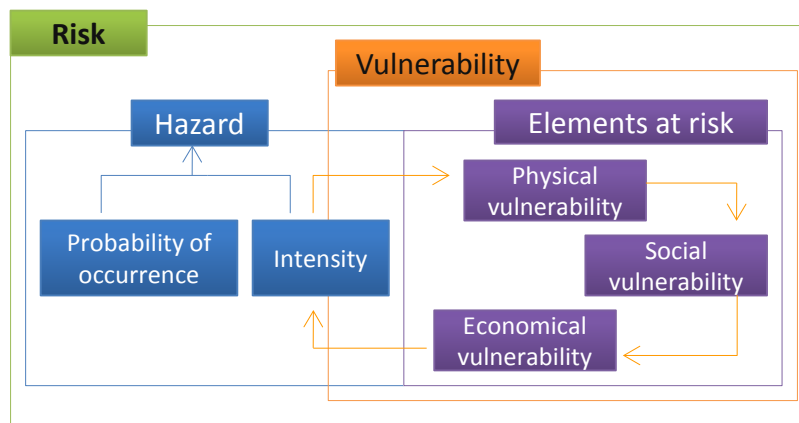 Risk
Vulnerability
Hazard
Elements at risk
Physical
vulnerability
Probability of
occurrence
Intensity
Social
vulnerability
Economical
vulnerability